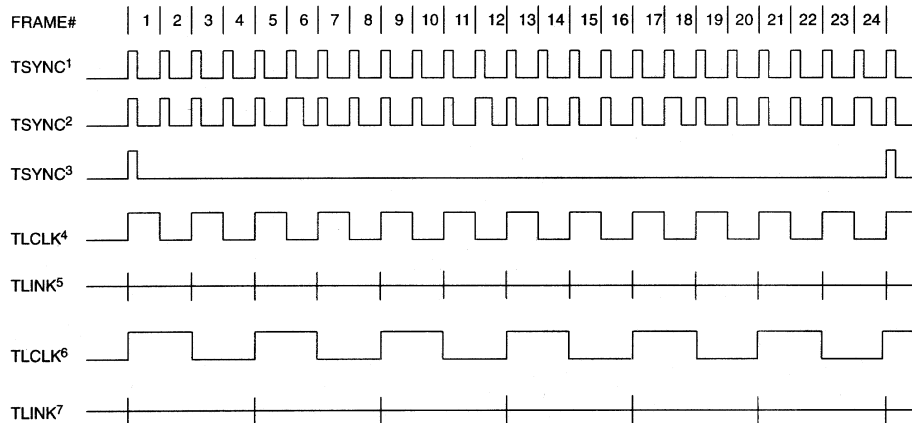 FRAME# 1 2 3 4 5 6 7 8 9 10 11 12 13 14 15 16 17 18 19 20 21 22 23 24
TSYNC1
TSYNC2
TSYNC3
TLCLK4
TLINK5
TLCLK6
TLINK7